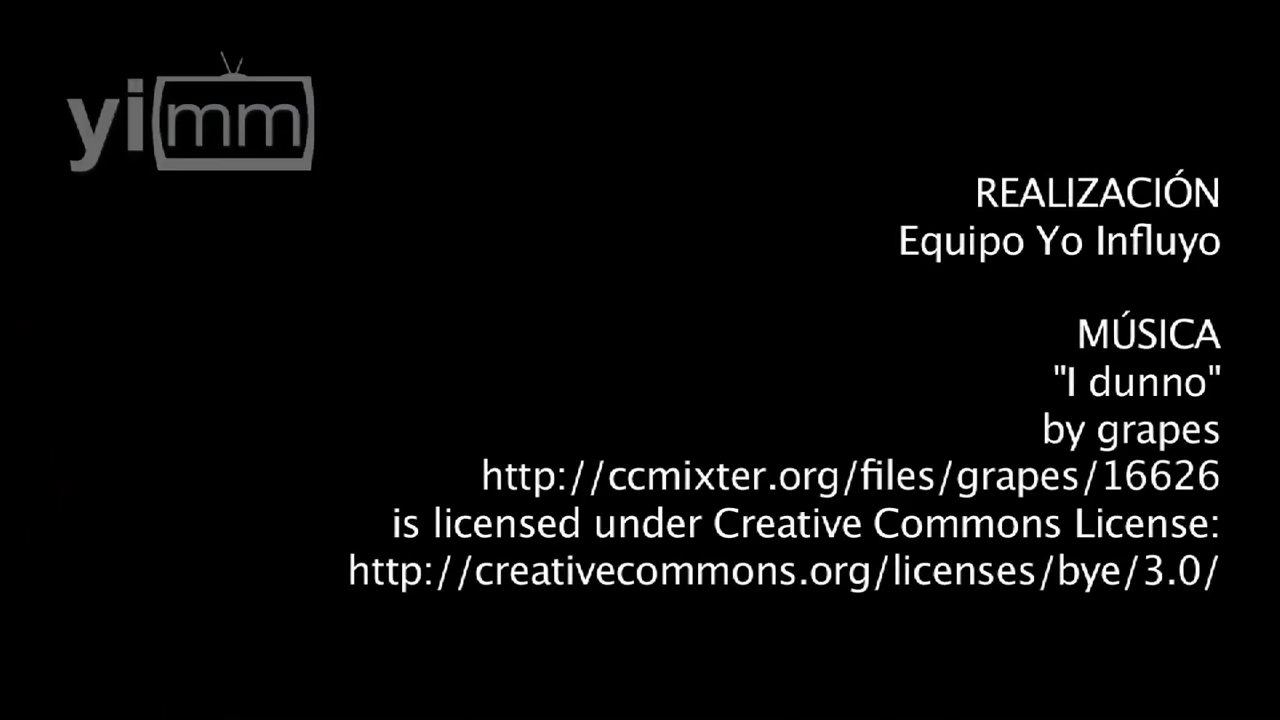 yimm
REALIZACIÓN
Equipo Yo Influyo
MÚSICA
"I dunno"
by grapes
http://ccmixter.org/files/grapes/16626
is licensed under Creative Commons License:
http://creativecommons.org/licenses/bye/3.0/